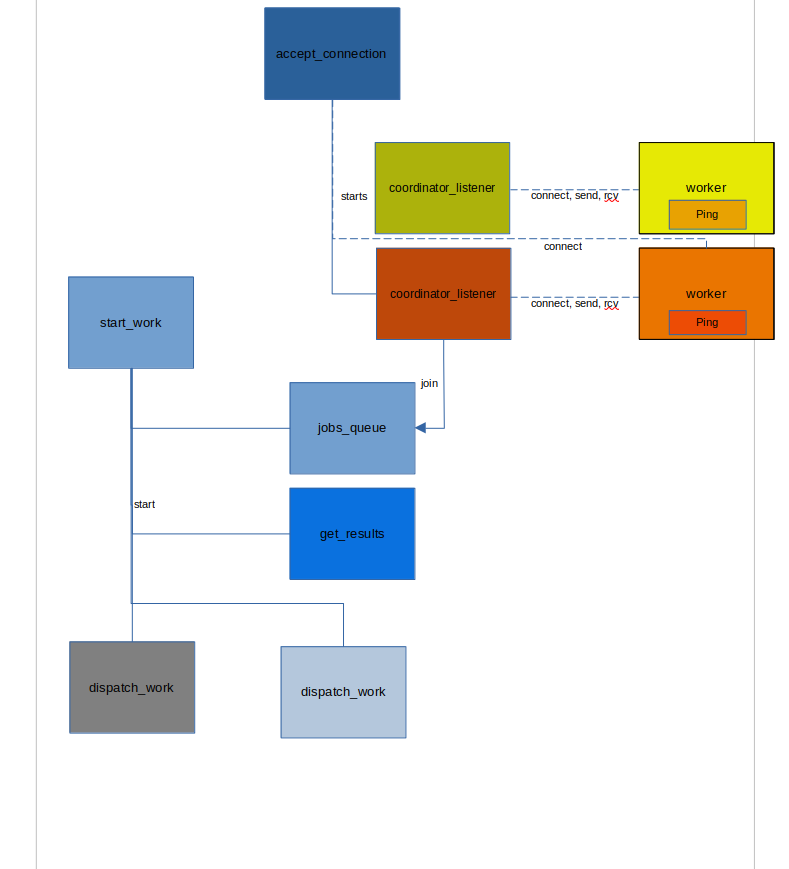 accept_connection
starts
coordinator_listener
connect, send, rcv
worker
Ping
connect
coordinator_listener
connect, send, rcv
worker
Ping
start_work
join
jobs_queue
start
get_results
dispatch_work
dispatch_work